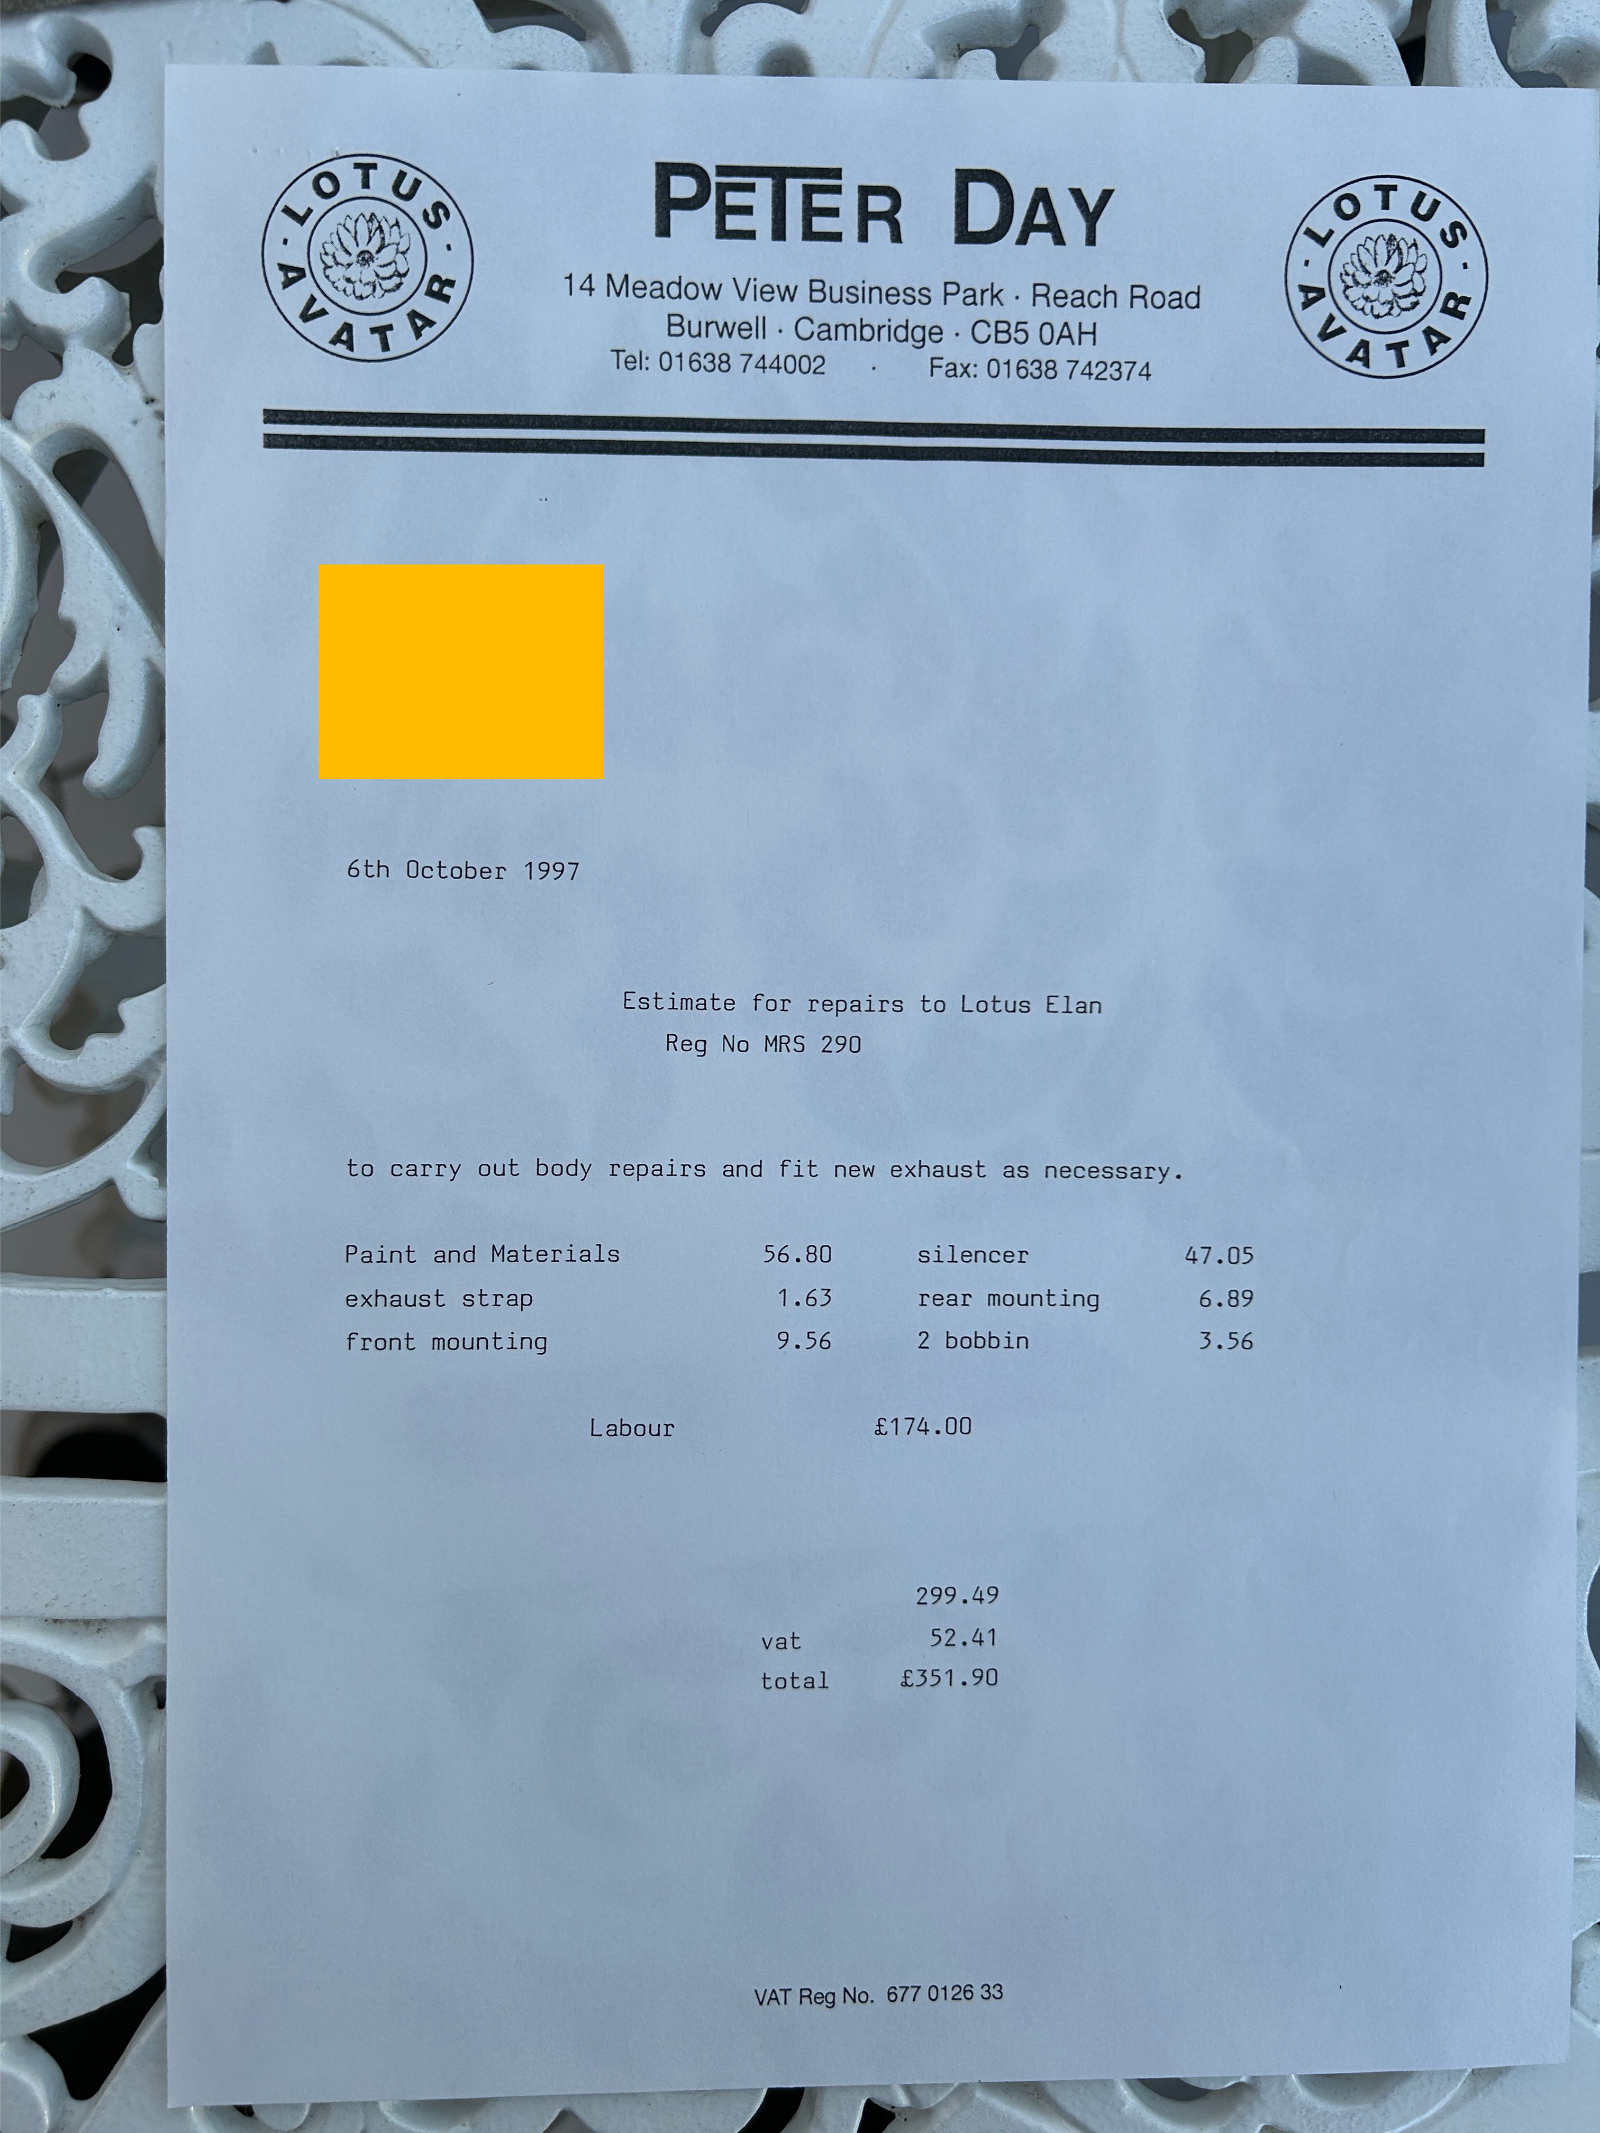 LOTUS AVATAR
PETER DAY
LOTUS AVATAR
14 Meadow View Business Park · Reach Road
Burwell · Cambridge · CB5 0AH
Tel: 01638 744002 · Fax: 01638 742374
6th October 1997
Estimate for repairs to Lotus Elan
Reg No MRS 290
to carry out body repairs and fit new exhaust as necessary.
Paint and Materials 56.80 silencer 47.05
exhaust strap 1.63 rear mounting 6.89
front mounting 9.56 2 bobbin 3.56
Labour £174.00
299.49
vat 52.41
total £351.90
VAT Reg No. 677 0126 33